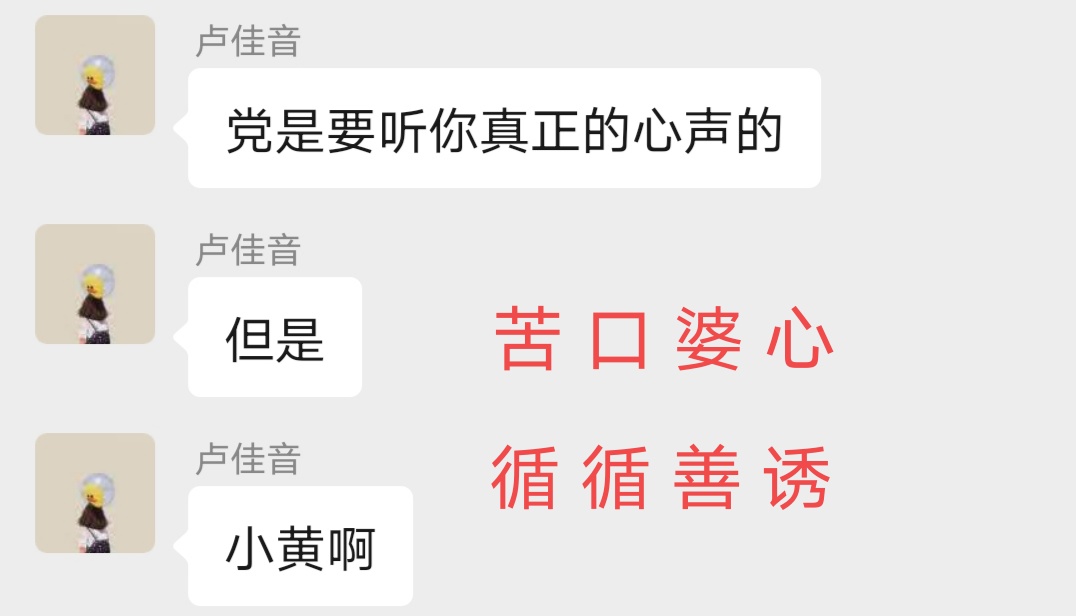 卢佳音
党是要听你真正的心声的
卢佳音
但是
苦口婆心
卢佳音
循循善诱
小黄啊